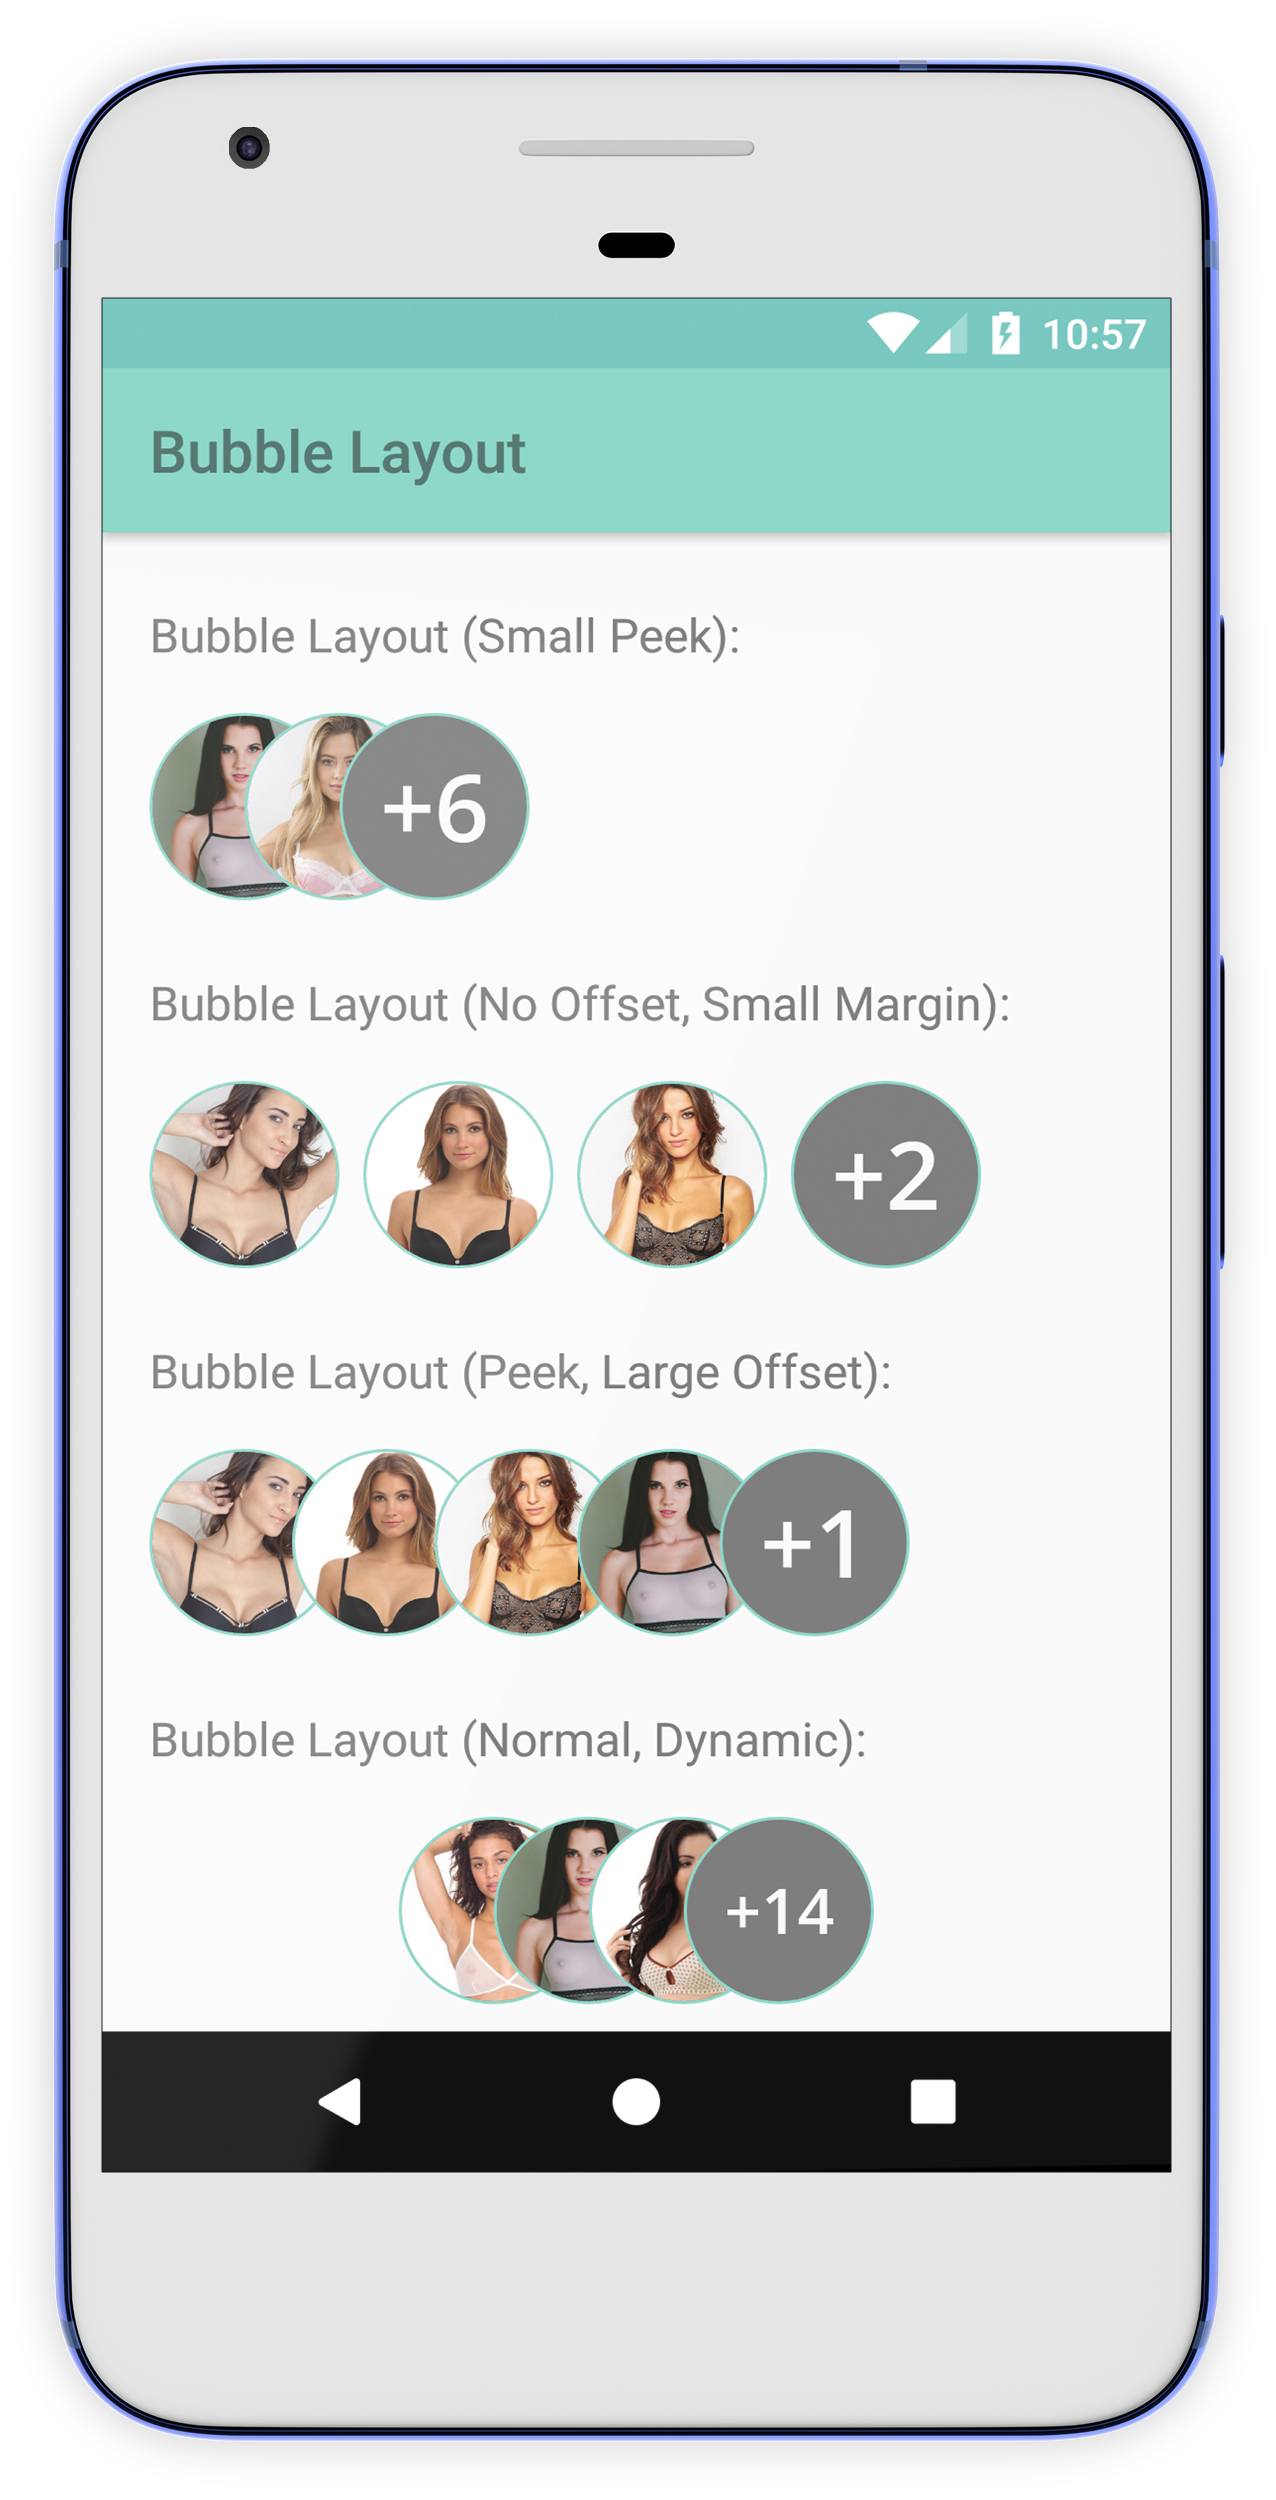 10:57
Bubble Layout
Bubble Layout (Small Peek):
+6
Bubble Layout (No Offset, Small Margin):
+2
Bubble Layout (Peek, Large Offset):
+1
Bubble Layout (Normal, Dynamic):
+14